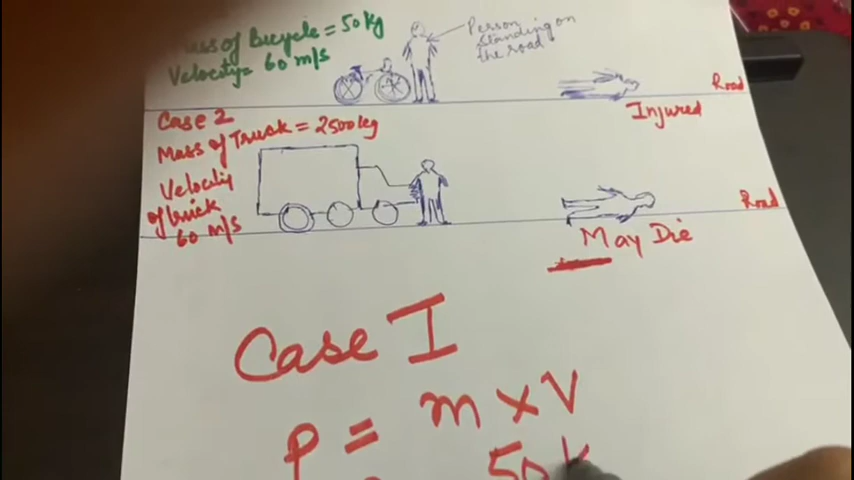 of Bicycle = 50 kg
Velocity = 60 m/s
Person
standing on
the road
Road
Injured
Case 2
Mass of Truck = 2500 kg
Velocity
of truck
60 m/s
Road
May Die
Case I
P = m x V
50 k